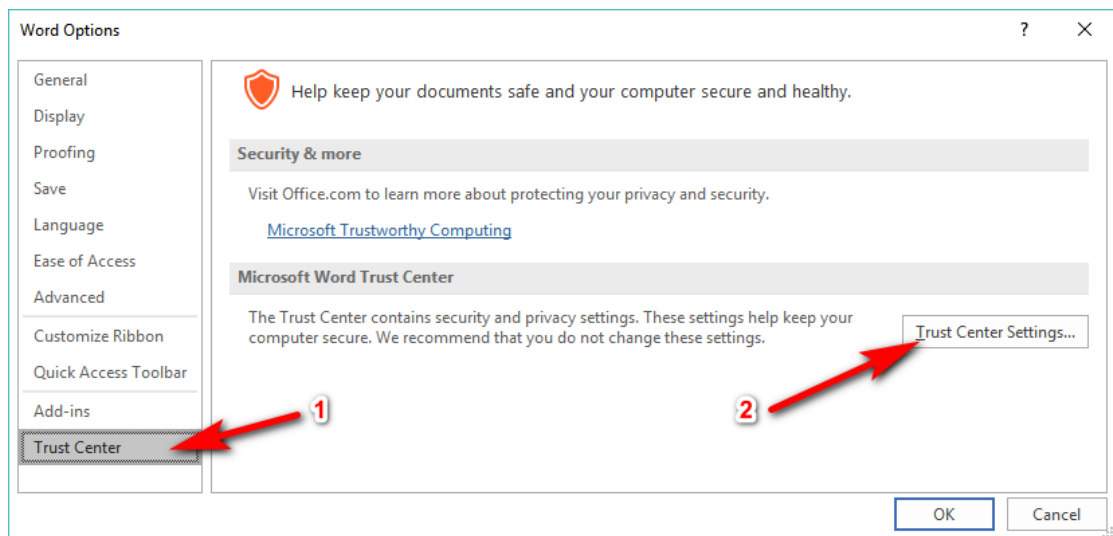 Word Options
?
General
Display
Proofing
Save
Language
Ease of Access
Advanced
Customize Ribbon
Quick Access Toolbar
Add-ins
Trust Center
Help keep your documents safe and your computer secure and healthy.
Security & more
Visit Office.com to learn more about protecting your privacy and security.
Microsoft Trustworthy Computing
Microsoft Word Trust Center
The Trust Center contains security and privacy settings. These settings help keep your
computer secure. We recommend that you do not change these settings.
Trust Center Settings...
1
2
OK
Cancel